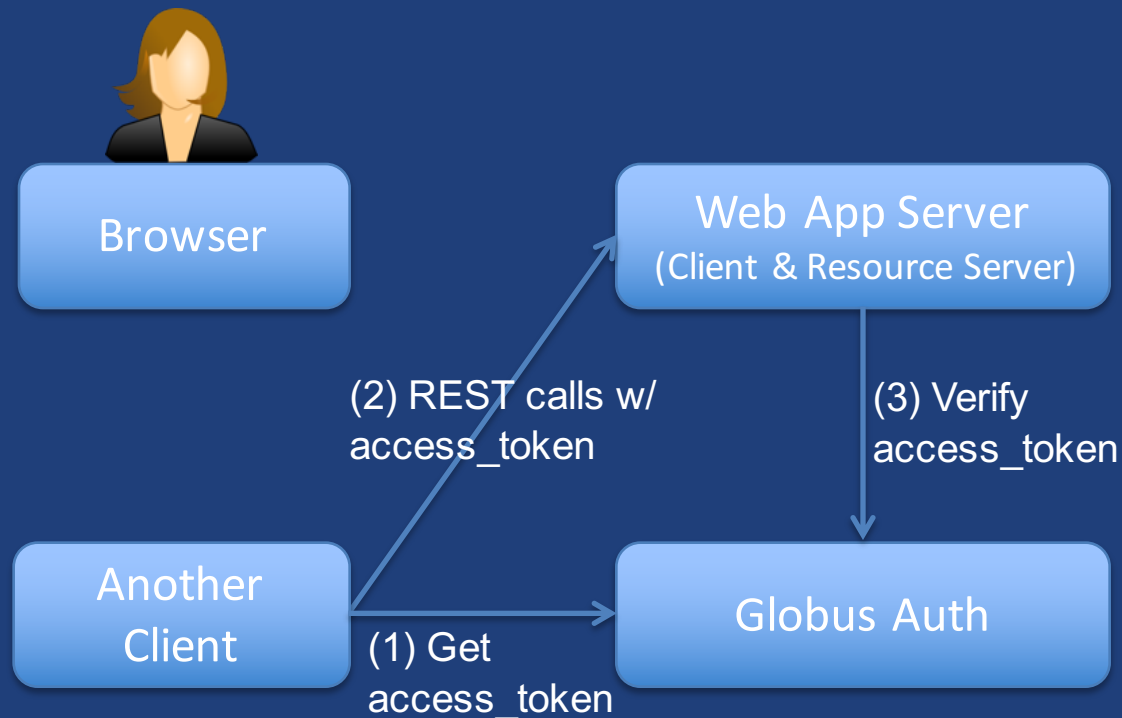 Browser
Web App Server
(Client & Resource Server)
(2) REST calls w/
access_token
(3) Verify
access_token
Another
Client
Globus Auth
(1) Get
access_token